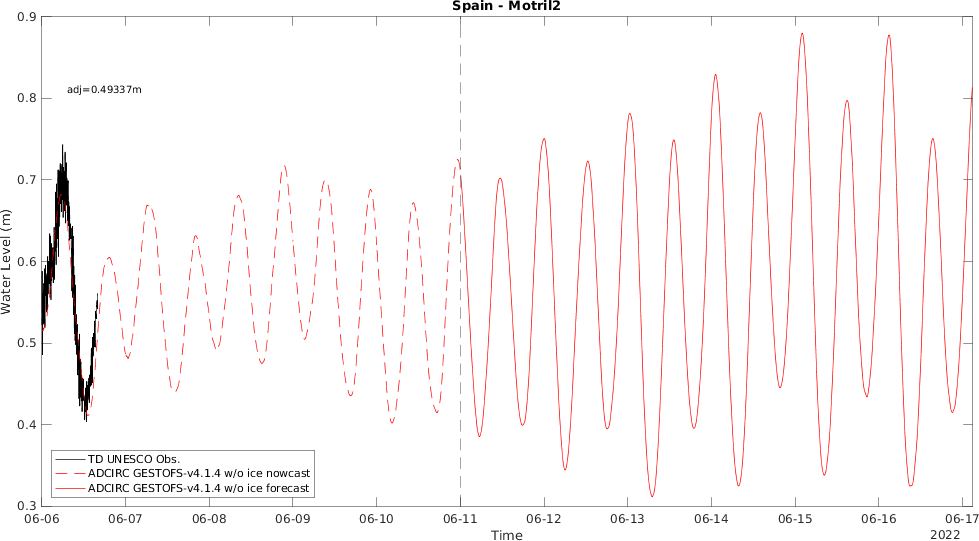 Spain - Motril2
0.9
0.8
0.7
0.6
0.5
0.4
0.3
Water Level (m)
adj=0.49337m
TD UNESCO Obs.
ADCIRC GESTOFS-v4.1.4 w/o ice nowcast
ADCIRC GESTOFS-v4.1.4 w/o ice forecast
06-06 06-07 06-08 06-09 06-10 06-11 06-12 06-13 06-14 06-15 06-16 06-17
Time
2022